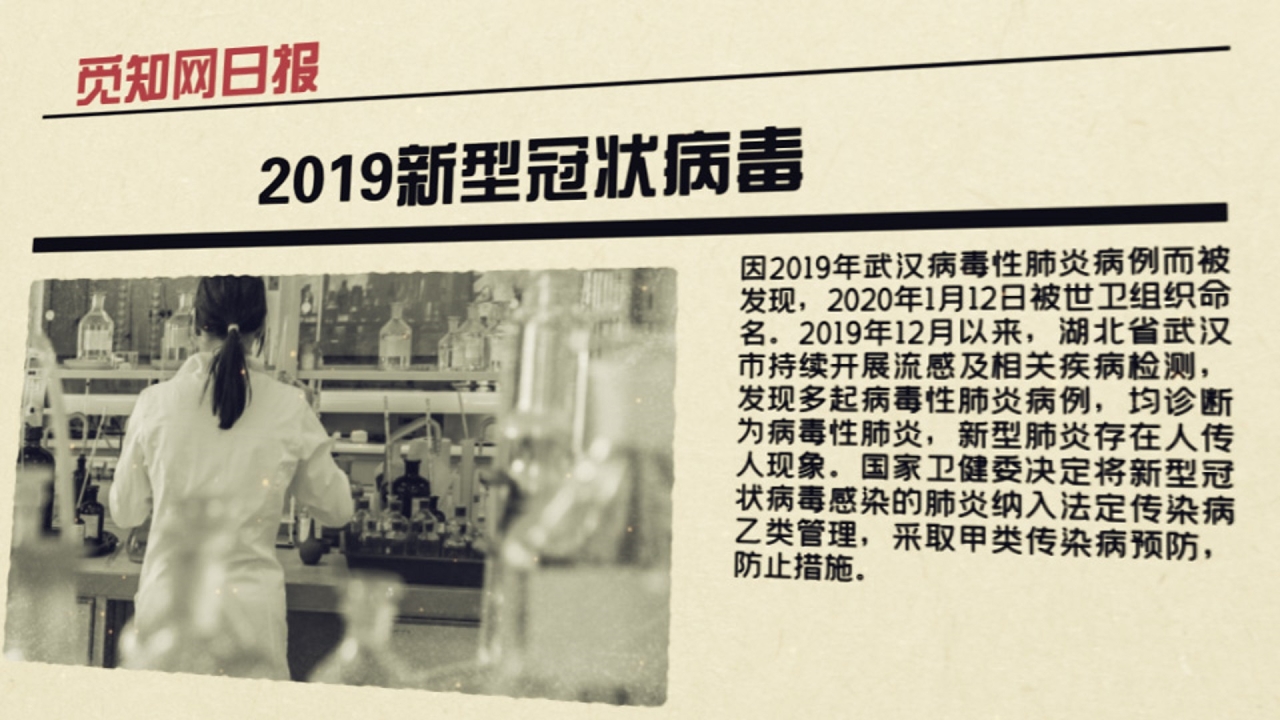 觅知网日报
2019新型冠状病毒
因2019年武汉病毒性肺炎病例而被
发现，2020年1月12日被世卫组织命
名。2019年12月以来，湖北省武汉
市持续开展流感及相关疾病检测，
发现多起病毒性肺炎病例，均诊断
为病毒性肺炎，新型肺炎存在人传
人现象。国家卫健委决定将新型冠
状病毒感染的肺炎纳入法定传染病
乙类管理，采取甲类传染病预防，
防止措施。